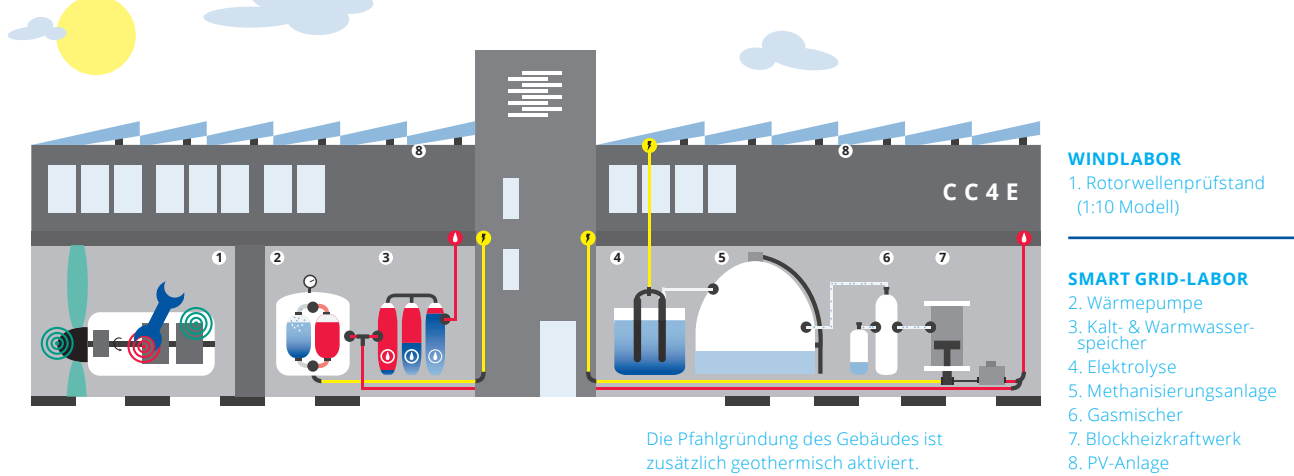 8
8
CC4E
1
2
3
4
5
6
7
WINDLABOR
1. Rotorwellenprüfstand
(1:10 Modell)
SMART GRID-LABOR
2. Wärmepumpe
3. Kalt- & Warmwasser-
speicher
4. Elektrolyse
5. Methanisierungsanlage
6. Gasmischer
7. Blockheizkraftwerk
8. PV-Anlage
Die Pfahlgründung des Gebäudes ist
zusätzlich geothermisch aktiviert.